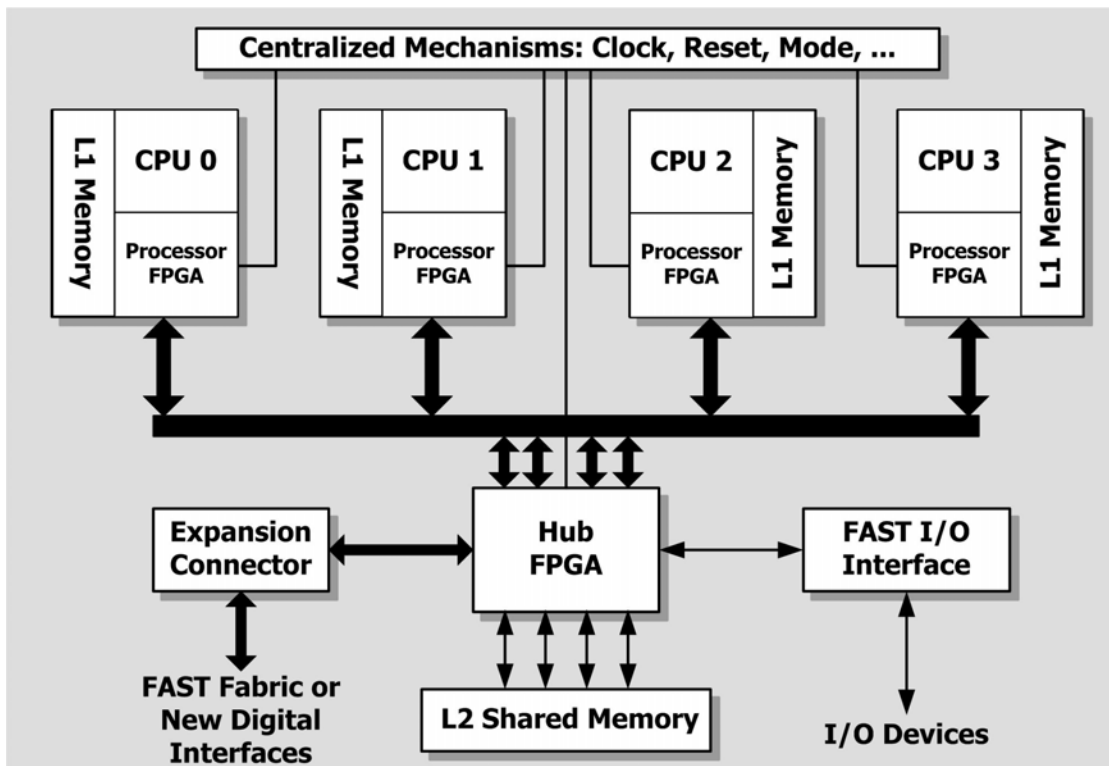 Centralized Mechanisms: Clock, Reset, Mode, ...
L1 Memory
CPU 0
Processor
FPGA
L1 Memory
CPU 1
Processor
FPGA
CPU 2
Processor
FPGA
L1 Memory
CPU 3
Processor
FPGA
L1 Memory
Expansion
Connector
Hub
FPGA
FAST I/O
Interface
FAST Fabric or
New Digital
Interfaces
L2 Shared Memory
I/O Devices